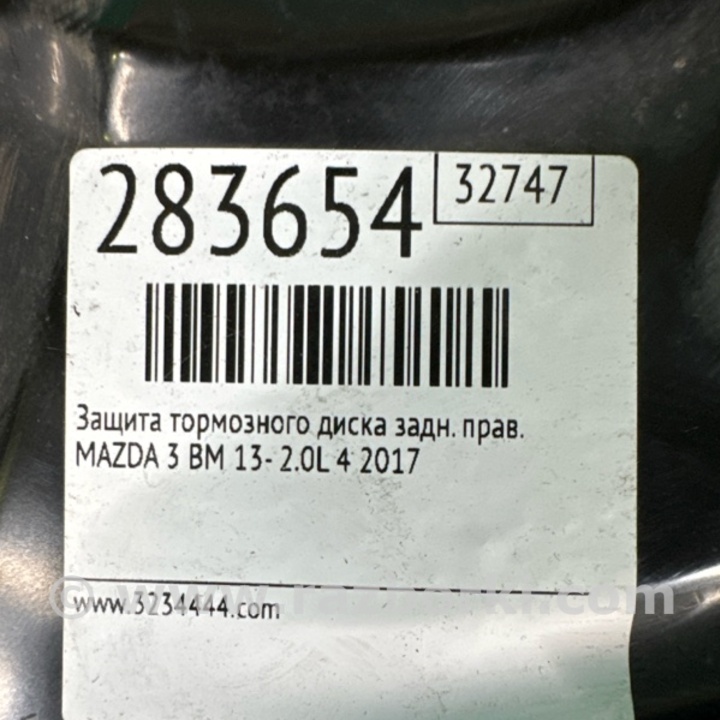 283654
32747
Защита тормозного диска задн. прав.
MAZDA 3 BM 13- 2.0L 4 2017
www.3234444.com